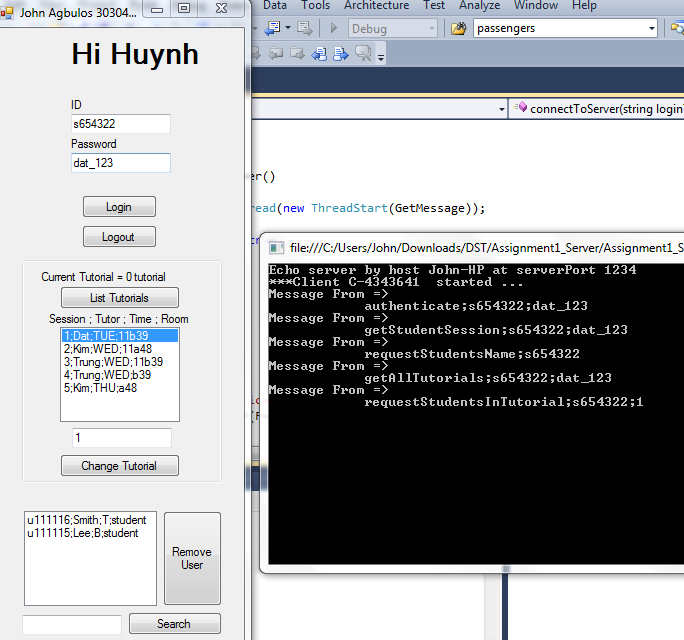 John Agbulos 30304...
Hi Huynh
ID
s654322
Password
dat_123
Login
Logout
Current Tutorial = 0 tutorial
List Tutorials
Session ; Tutor ; Time ; Room
1;Dat;TUE;11b39
2;Kim;WED;11a48
3;Trung;WED;11b39
4;Trung;WED;b39
5;Kim;THU;a48
1
Change Tutorial
u111116;Smith;T;student
u111115;Lee;B;student
Remove
User
Search
Data Tools Architecture Test Analyze Window Help
Debug
passengers
connectToServer(string login
er()
read(new ThreadStart(GetMessage));
file:///C:/Users/John/Downloads/DST/Assignment1_Server/Assignment1_S
Echo server by host John-HP at serverPort 1234
***Client C-4343641 started ...
Message From =>
authenticate;s654322;dat_123
Message From =>
getStudentSession;s654322;dat_123
Message From =>
requestStudentsName;s654322
Message From =>
getAllTutorials;s654322;dat_123
Message From =>
requestStudentsInTutorial;s654322;1